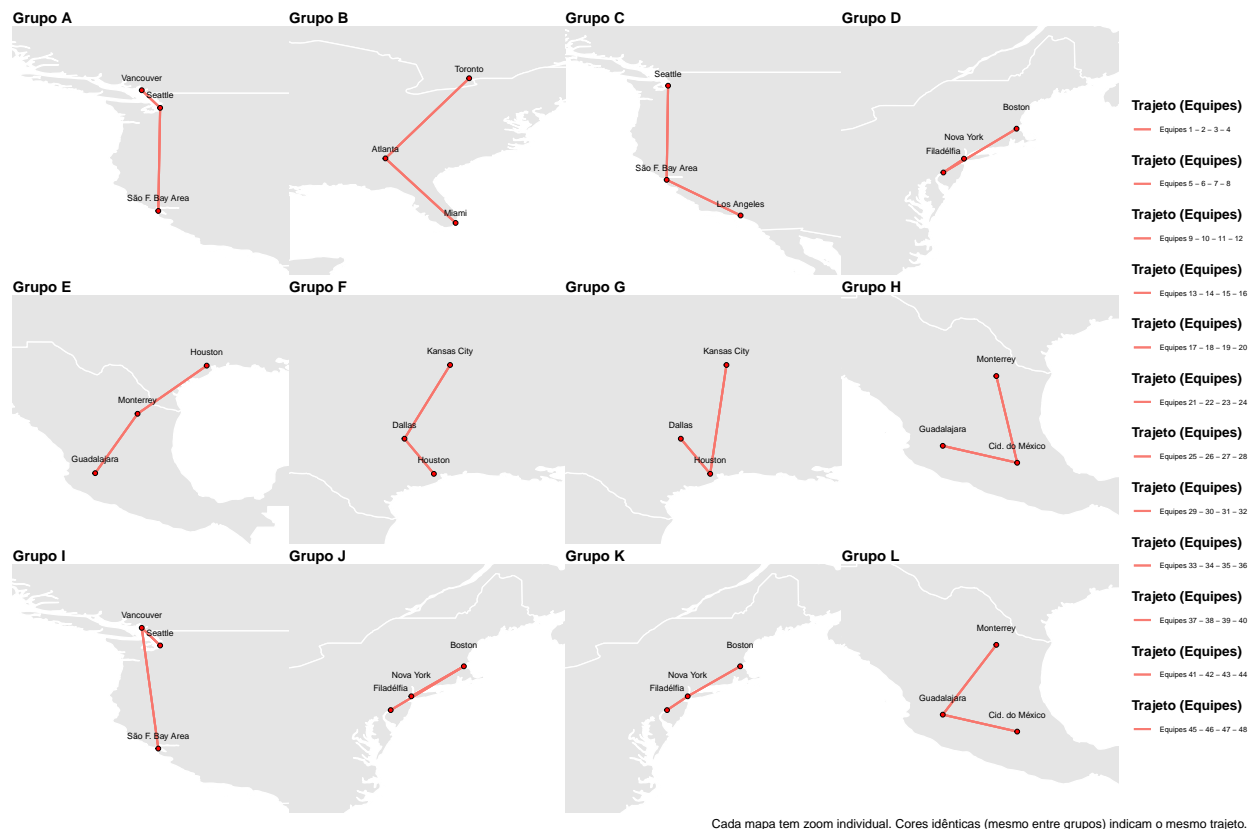 Grupo A
Vancouver
Seattle
São F. Bay Area
Grupo B
Toronto
Atlanta
Miami
Grupo C
Seattle
São F. Bay Area
Los Angeles
Grupo D
Boston
Nova York
Filadélfia
Grupo E
Houston
Monterrey
Guadalajara
Grupo F
Kansas City
Dallas
Houston
Grupo G
Kansas City
Dallas
Houston
Grupo H
Monterrey
Guadalajara
Cid. do México
Grupo I
Vancouver
Seattle
São F. Bay Area
Grupo J
Boston
Nova York
Filadélfia
Grupo K
Boston
Nova York
Filadélfia
Grupo L
Monterrey
Guadalajara
Cid. do México
Trajeto (Equipes)
Equipes 1 – 2 – 3 – 4
Trajeto (Equipes)
Equipes 5 – 6 – 7 – 8
Trajeto (Equipes)
Equipes 9 – 10 – 11 – 12
Trajeto (Equipes)
Equipes 13 – 14 – 15 – 16
Trajeto (Equipes)
Equipes 17 – 18 – 19 – 20
Trajeto (Equipes)
Equipes 21 – 22 – 23 – 24
Trajeto (Equipes)
Equipes 25 – 26 – 27 – 28
Trajeto (Equipes)
Equipes 29 – 30 – 31 – 32
Trajeto (Equipes)
Equipes 33 – 34 – 35 – 36
Trajeto (Equipes)
Equipes 37 – 38 – 39 – 40
Trajeto (Equipes)
Equipes 41 – 42 – 43 – 44
Trajeto (Equipes)
Equipes 45 – 46 – 47 – 48
Cada mapa tem zoom individual. Cores idênticas (mesmo entre grupos) indicam o mesmo trajeto.